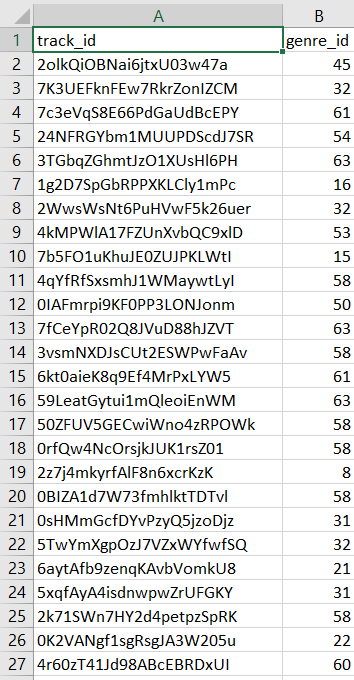 A B
1 track_id genre_id
2 2olkQiOBNai6jtxU03w47a 45
3 7K3UEFknFEw7RkrZonIZCM 32
4 7c3eVqS8E66PdGaUdBcEPY 61
5 24NFRGYbm1MUUPDScdJ7SR 54
6 3TGbqZGhmtJzO1XUsHl6PH 63
7 1g2D7SpGbRPPXKLCly1mPc 16
8 2WwsWsNt6PuHVwF5k26uer 32
9 4kMPWlA17FZUnXvbQC9xlD 53
10 7b5FO1uKhuJE0ZUJPKLWtI 15
11 4qYfRfSxsmhJ1WMaywtLyI 58
12 0IAFmrpi9KF0PP3LONJonm 50
13 7fCeYpR02Q8JVuD88hJZVT 63
14 3vsmNXDJsCUt2ESWPwFaAv 58
15 6kt0aieK8q9Ef4MrPxLYW5 61
16 59LeatGytui1mQleoiEnWM 63
17 50ZFUV5GECwiWno4zRPOWk 58
18 0rfQw4NcOrsjkJUK1rsZ01 58
19 2z7j4mkyrfAlF8n6xcrKzK 8
20 0BIZA1d7W73fmhlktTDTvl 58
21 0sHMmGcfDYvPzyQ5jzoDjz 31
22 5TwYmXgpOzJ7VZxWYfwfSQ 32
23 6aytAfb9zenqKAvbVomkU8 21
24 5xqfAyA4isdnwpwZrUFGKY 31
25 2k71SWn7HY2d4petpzSpRK 58
26 0K2VANgf1sgRsgJA3W205u 22
27 4r60zT41Jd98ABcEBRDxUI 60